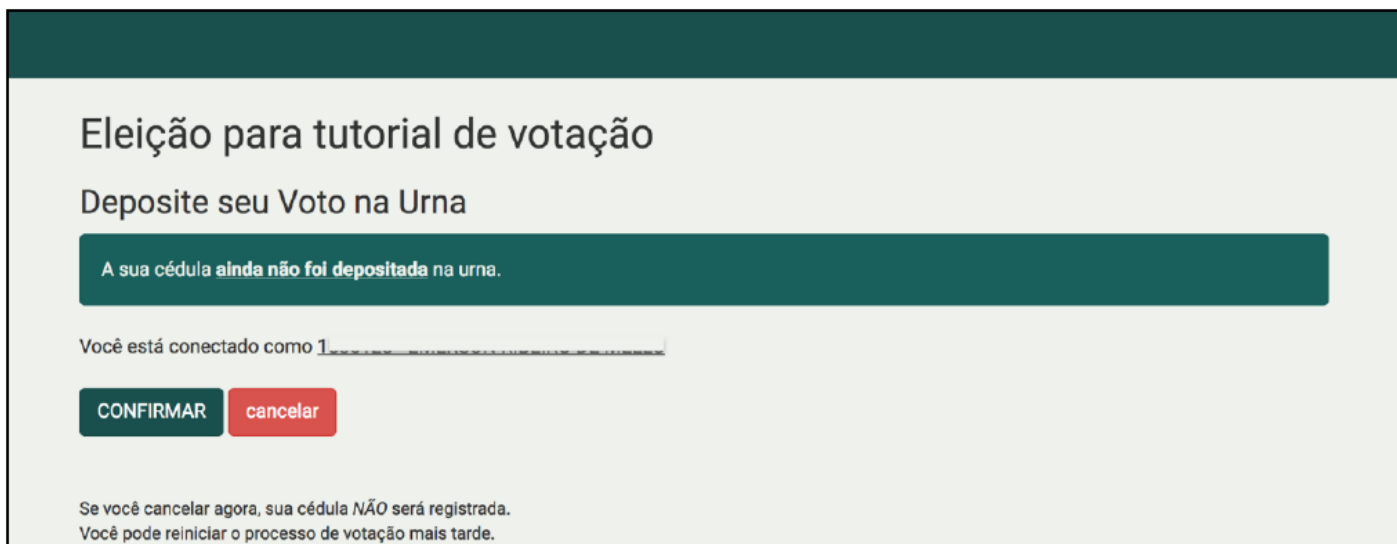 Eleição para tutorial de votação
Deposite seu Voto na Urna
A sua cédula ainda não foi depositada na urna.
Você está conectado como
CONFIRMAR cancelar
Se você cancelar agora, sua cédula NÃO será registrada.
Você pode reiniciar o processo de votação mais tarde.